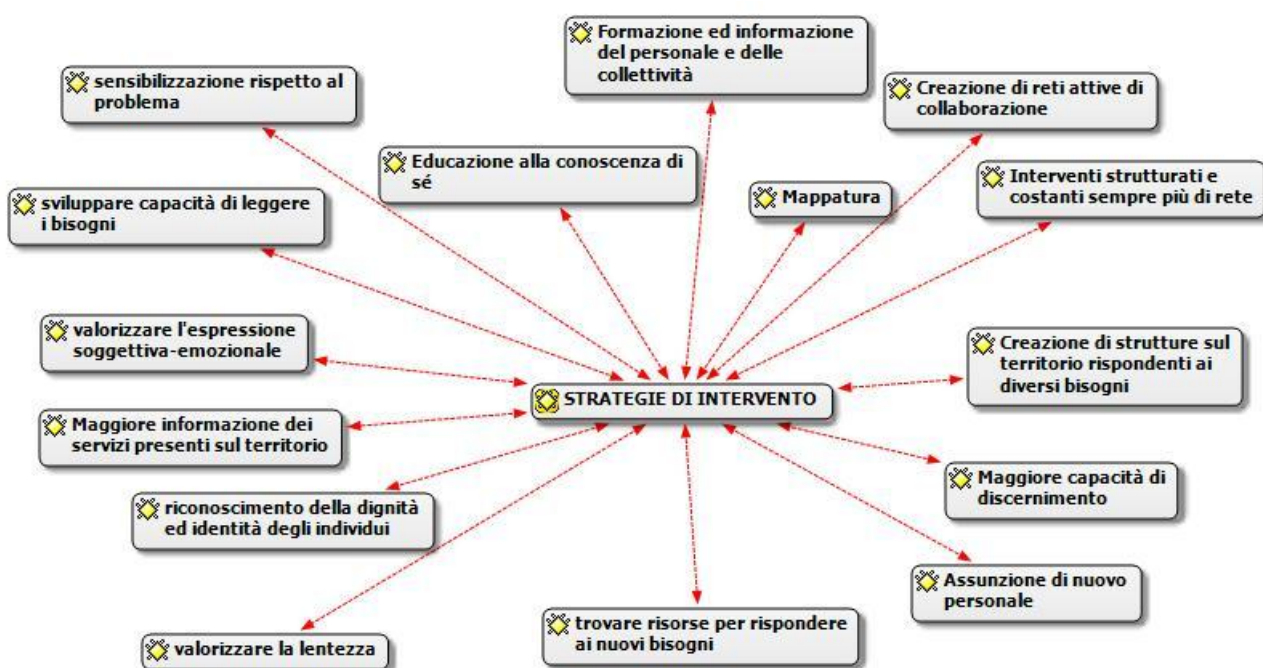 Formazione ed informazione
del personale e delle
collettività
sensibilizzazione rispetto al
problema
Creazione di reti attive di
collaborazione
Educazione alla conoscenza di
sé
Mappatura
Interventi strutturati e
costanti sempre più di rete
sviluppare capacità di leggere
i bisogni
valorizzare l'espressione
soggettiva-emozionale
Creazione di strutture sul
territorio rispondenti ai
diversi bisogni
STRATEGIE DI INTERVENTO
Maggiore informazione dei
servizi presenti sul territorio
Maggiore capacità di
discernimento
riconoscimento della dignità
ed identità degli individui
Assunzione di nuovo
personale
trovare risorse per rispondere
ai nuovi bisogni
valorizzare la lentezza